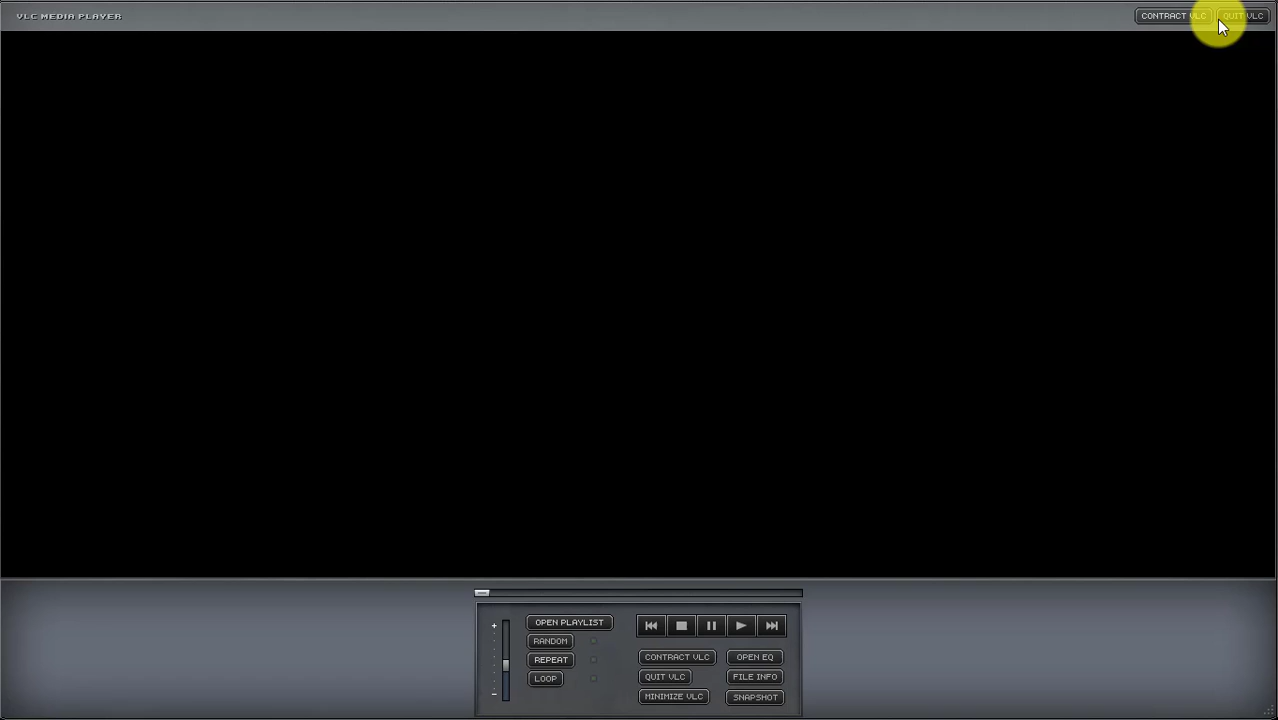 VLC MEDIA PLAYER
CONTRACT VLC
QUIT VLC
+
OPEN PLAYLIST
RANDOM
REPEAT
LOOP
-
CONTRACT VLC
OPEN EQ
QUIT VLC
FILE INFO
MINIMIZE VLC
SNAPSHOT